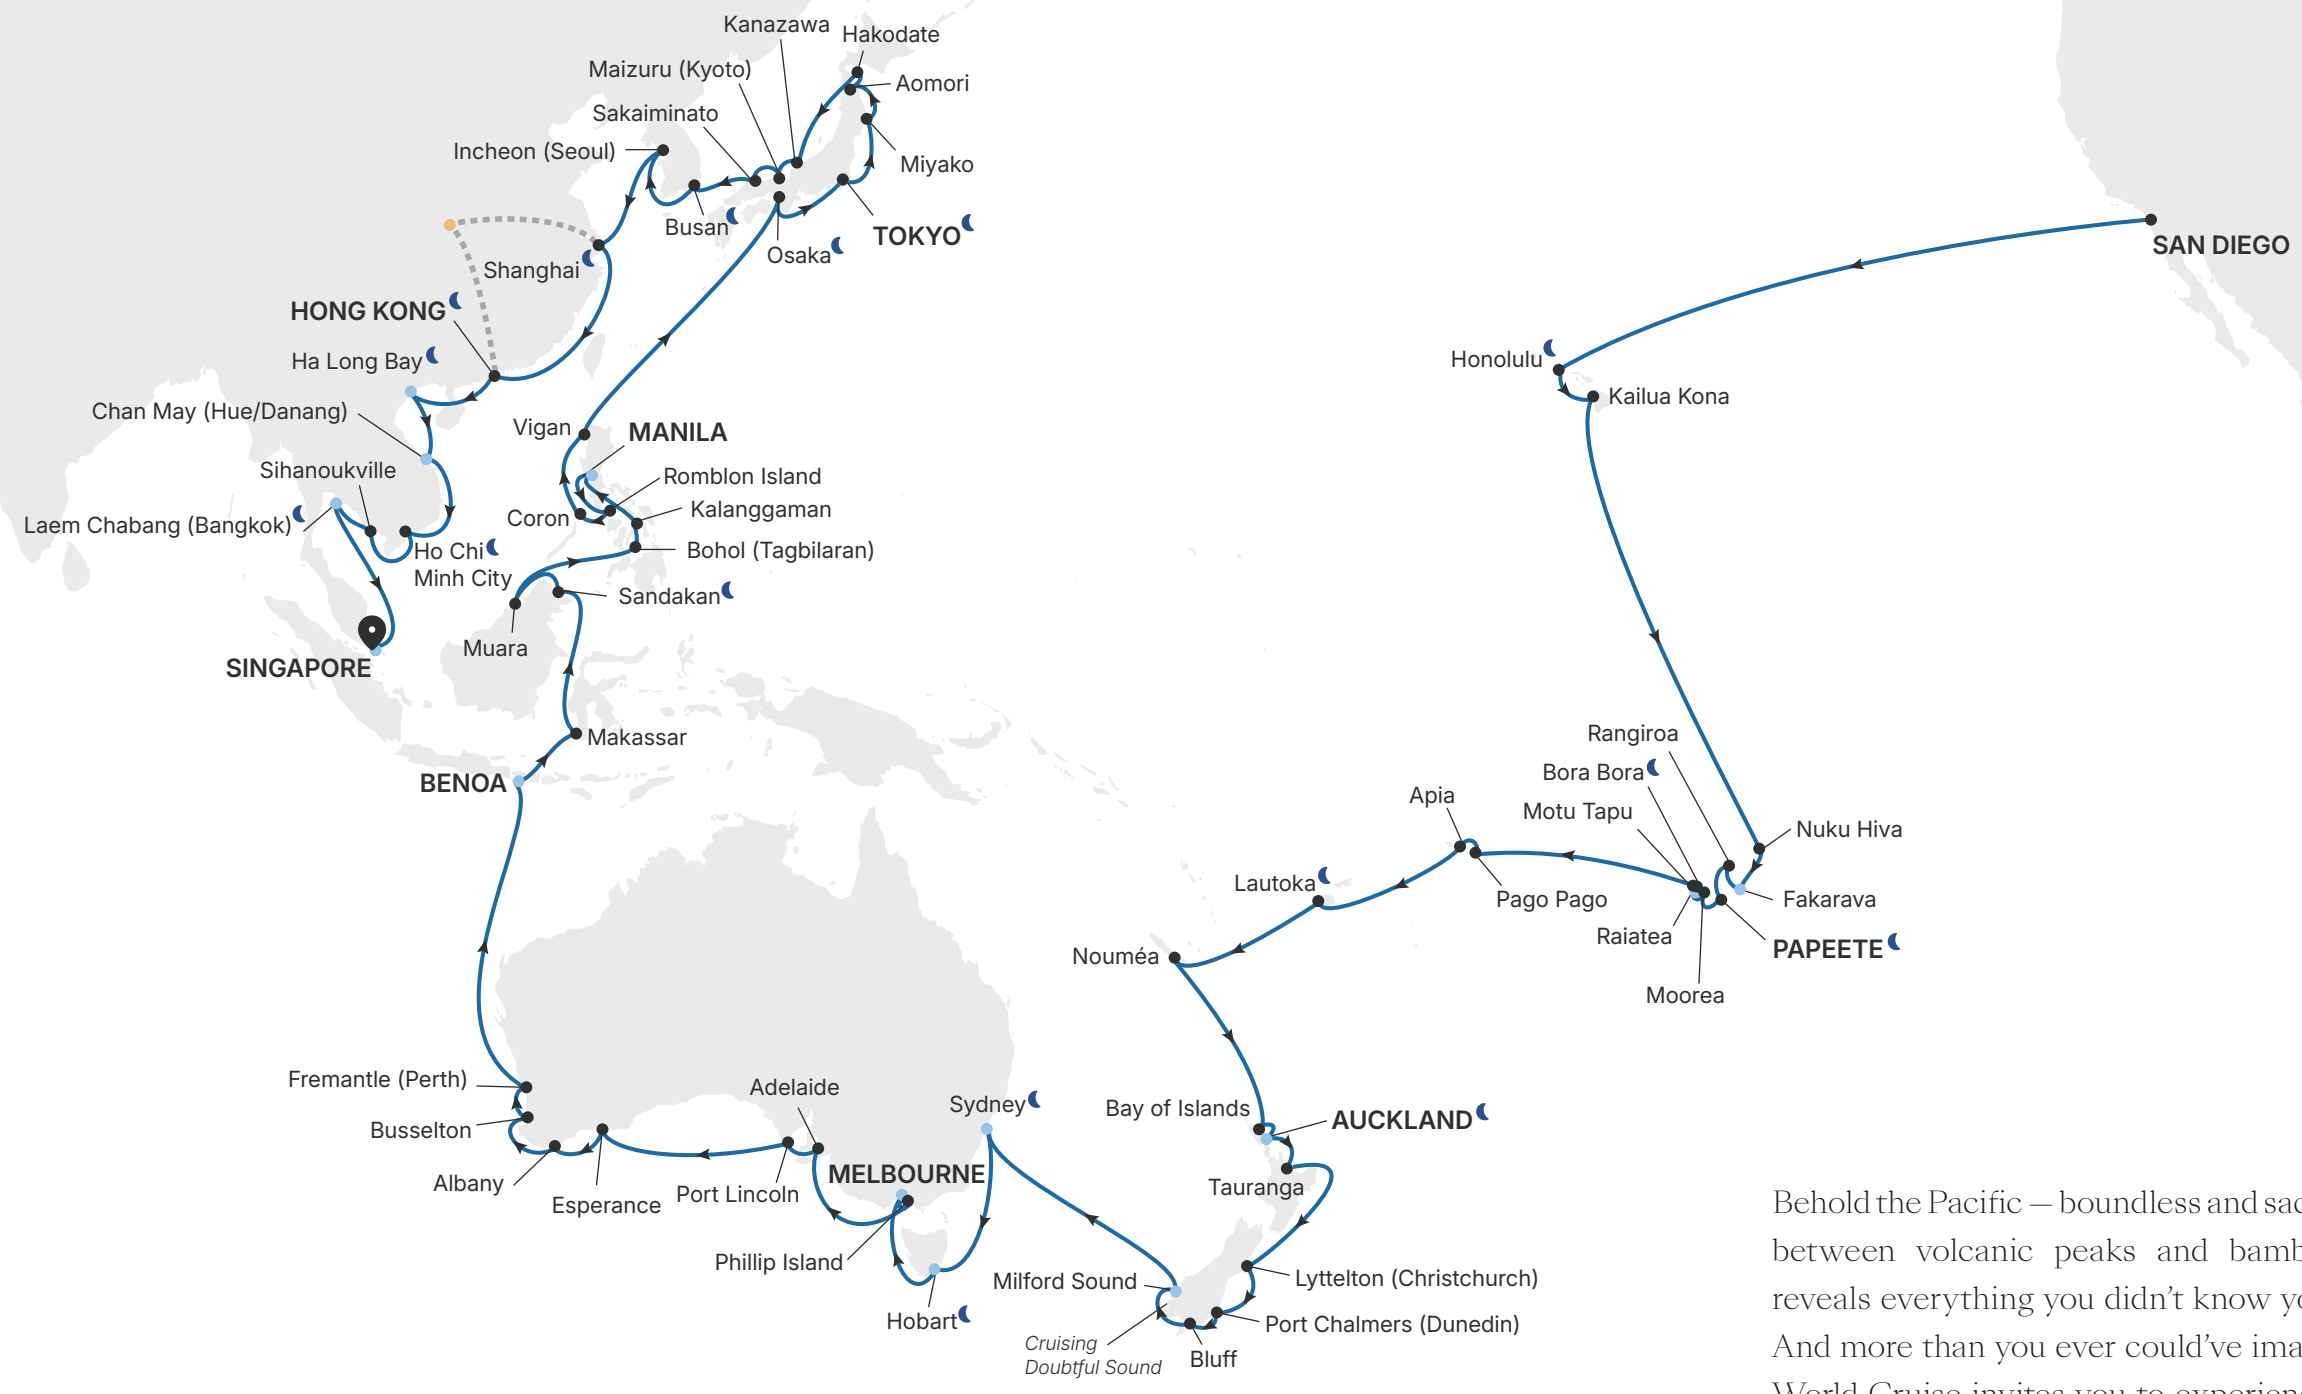 Kanazawa
Hakodate
Maizuru (Kyoto)
Aomori
Sakaiminato
Incheon (Seoul)
Miyako
Busan
TOKYO
Osaka
Shanghai
SAN DIEGO
HONG KONG
Ha Long Bay
Honolulu
Kailua Kona
Chan May (Hue/Danang)
Vigan
MANILA
Sihanoukville
Romblon Island
Kalanggaman
Coron
Laem Chabang (Bangkok)
Ho Chi
Minh City
Bohol (Tagbilaran)
Sandakan
Muara
SINGAPORE
Makassar
BENOA
Rangiroa
Bora Bora
Apia
Motu Tapu
Nuku Hiva
Lautoka
Pago Pago
Fakarava
Raiatea
PAPEETE
Nouméa
Moorea
Fremantle (Perth)
Adelaide
Sydney
Bay of Islands
AUCKLAND
Busselton
Albany
Esperance
Port Lincoln
MELBOURNE
Tauranga
Phillip Island
Milford Sound
Lyttelton (Christchurch)
Hobart
Port Chalmers (Dunedin)
Cruising
Doubtful Sound
Bluff
Behold the Pacific — boundless and
between volcanic peaks and
reveals everything you didn't know
And more than you ever could've
World Cruise invites you to